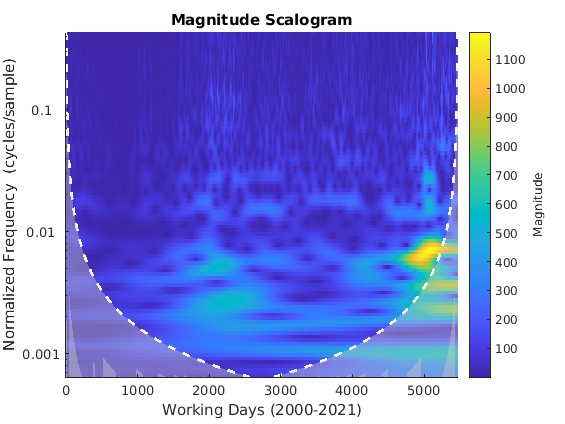 Magnitude Scalogram
Normalized Frequency (cycles/sample)
0.1
0.01
0.001
0 1000 2000 3000 4000 5000
Working Days (2000-2021)
1100
1000
900
800
700
600
500
400
300
200
100
Magnitude